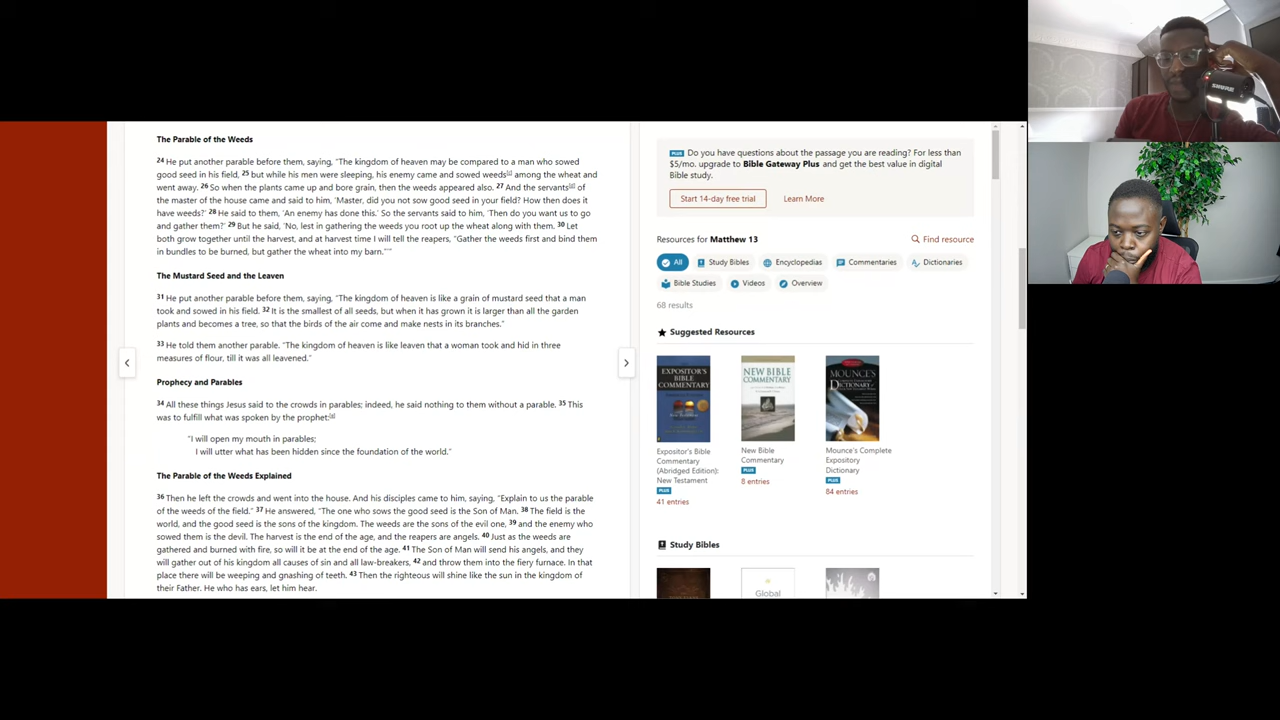 The Parable of the Weeds
24 He put another parable before them, saying, “The kingdom of heaven may be compared to a man who sowed
good seed in his field, 25 but while his men were sleeping, his enemy came and sowed weeds[c] among the wheat and
went away. 26 So when the plants came up and bore grain, then the weeds appeared also. 27 And the servants[d] of
the master of the house came and said to him, ‘Master, did you not sow good seed in your field? How then does it
have weeds?’ 28 He said to them, ‘An enemy has done this.’ So the servants said to him, ‘Then do you want us to go
and gather them?’ 29 But he said, ‘No, lest in gathering the weeds you root up the wheat along with them. 30 Let
both grow together until the harvest, and at harvest time I will tell the reapers, “Gather the weeds first and bind them
in bundles to be burned, but gather the wheat into my barn.”’”
The Mustard Seed and the Leaven
31 He put another parable before them, saying, “The kingdom of heaven is like a grain of mustard seed that a man
took and sowed in his field. 32 It is the smallest of all seeds, but when it has grown it is larger than all the garden
plants and becomes a tree, so that the birds of the air come and make nests in its branches.”
33 He told them another parable. “The kingdom of heaven is like leaven that a woman took and hid in three
measures of flour, till it was all leavened.”
Prophecy and Parables
34 All these things Jesus said to the crowds in parables; indeed, he said nothing to them without a parable. 35 This
was to fulfill what was spoken by the prophet:[e]
“I will open my mouth in parables;
I will utter what has been hidden since the foundation of the world.”
The Parable of the Weeds Explained
36 Then he left the crowds and went into the house. And his disciples came to him, saying, “Explain to us the parable
of the weeds of the field.” 37 He answered, “The one who sows the good seed is the Son of Man. 38 The field is the
world, and the good seed is the sons of the kingdom. The weeds are the sons of the evil one, 39 and the enemy who
sowed them is the devil. The harvest is the end of the age, and the reapers are angels. 40 Just as the weeds are
gathered and burned with fire, so will it be at the end of the age. 41 The Son of Man will send his angels, and they
will gather out of his kingdom all causes of sin and all law-breakers, 42 and throw them into the fiery furnace. In that
place there will be weeping and gnashing of teeth. 43 Then the righteous will shine like the sun in the kingdom of
their Father. He who has ears, let him hear.
PLUS Do you have questions about the passage you are reading? For less than
$5/mo. upgrade to Bible Gateway Plus and get the best value in digital
Bible study.
Start 14-day free trial
Learn More
Resources for Matthew 13
Find resource
All
Study Bibles
Encyclopedias
Commentaries
Dictionaries
Bible Studies
Videos
Overview
68 results
Suggested Resources
EXPOSITOR'S
BIBLE
COMMENTARY
NEW BIBLE
COMMENTARY
MOUNCE'S
Expositor's Bible
Commentary
(Abridged Edition):
New Testament
PLUS
41 entries
New Bible
Commentary
PLUS
8 entries
Mounce's Complete
Expository
Dictionary
PLUS
84 entries
Study Bibles
Global
SHURE